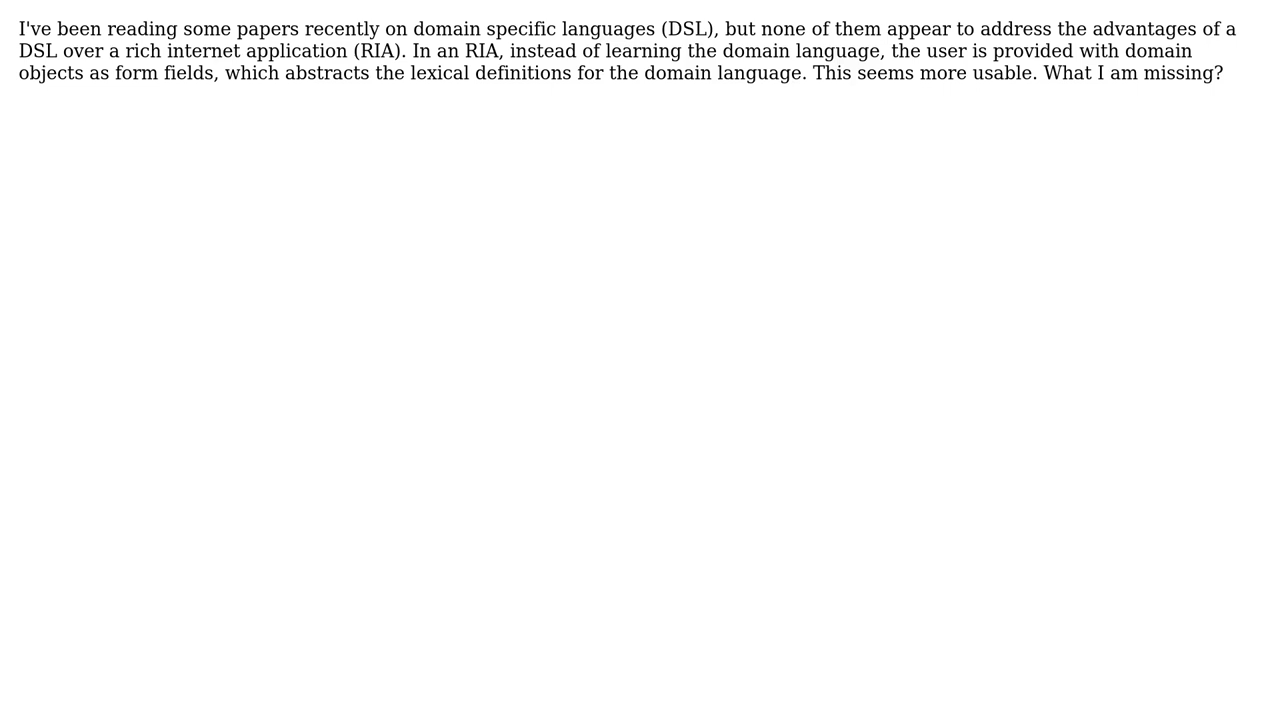 I've been reading some papers recently on domain specific languages (DSL), but none of them appear to address the advantages of a
DSL over a rich internet application (RIA). In an RIA, instead of learning the domain language, the user is provided with domain
objects as form fields, which abstracts the lexical definitions for the domain language. This seems more usable. What I am missing?